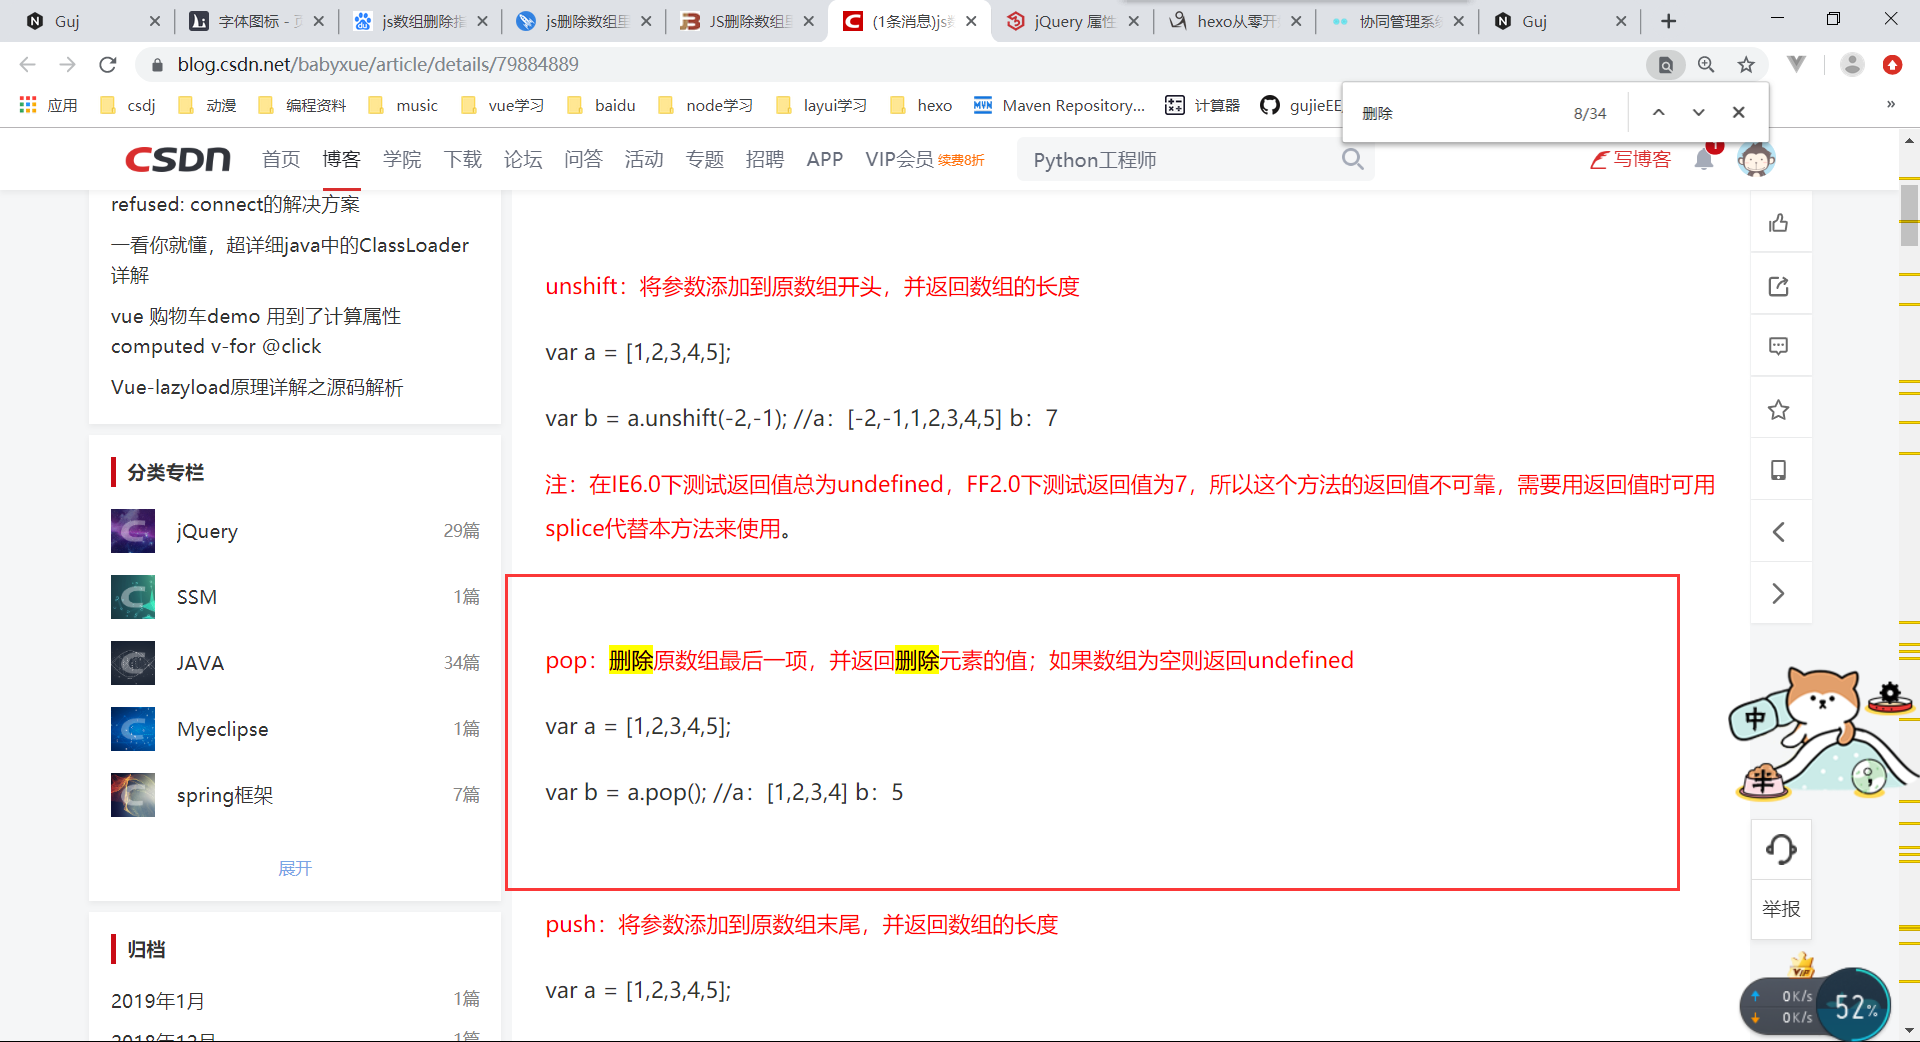 Guj
字体图标 - 页
js数组删除指
js删除数组里
JS删除数组里
(1条消息)js数
jQuery 属性
hexo从零开
协同管理系统
Guj
blog.csdn.net/babyxue/article/details/79884889
应用 csdj 动漫 编程资料 music vue学习 baidu node学习 layui学习 hexo MVN Maven Repository... 计算器 gujieEE »
删除 8/34
CSDN 首页 博客 学院 下载 论坛 问答 活动 专题 招聘 APP VIP会员 续费8折 Python工程师 写博客 1
refused: connect的解决方案
一看你就懂，超详细java中的ClassLoader
详解
vue 购物车demo 用到了计算属性
computed v-for @click
Vue-lazyload原理详解之源码解析
分类专栏
jQuery 29篇
SSM 1篇
JAVA 34篇
Myeclipse 1篇
spring框架 7篇
展开
归档
2019年1月 1篇
2018年12月 1篇
unshift：将参数添加到原数组开头，并返回数组的长度
var a = [1,2,3,4,5];
var b = a.unshift(-2,-1); //a：[-2,-1,1,2,3,4,5] b：7
注：在IE6.0下测试返回值总为undefined，FF2.0下测试返回值为7，所以这个方法的返回值不可靠，需要用返回值时可用
splice代替本方法来使用。
pop：删除原数组最后一项，并返回删除元素的值；如果数组为空则返回undefined
var a = [1,2,3,4,5];
var b = a.pop(); //a：[1,2,3,4] b：5
push：将参数添加到原数组末尾，并返回数组的长度
var a = [1,2,3,4,5];
中
半
举报
VIP
0K/s
0K/s
52%